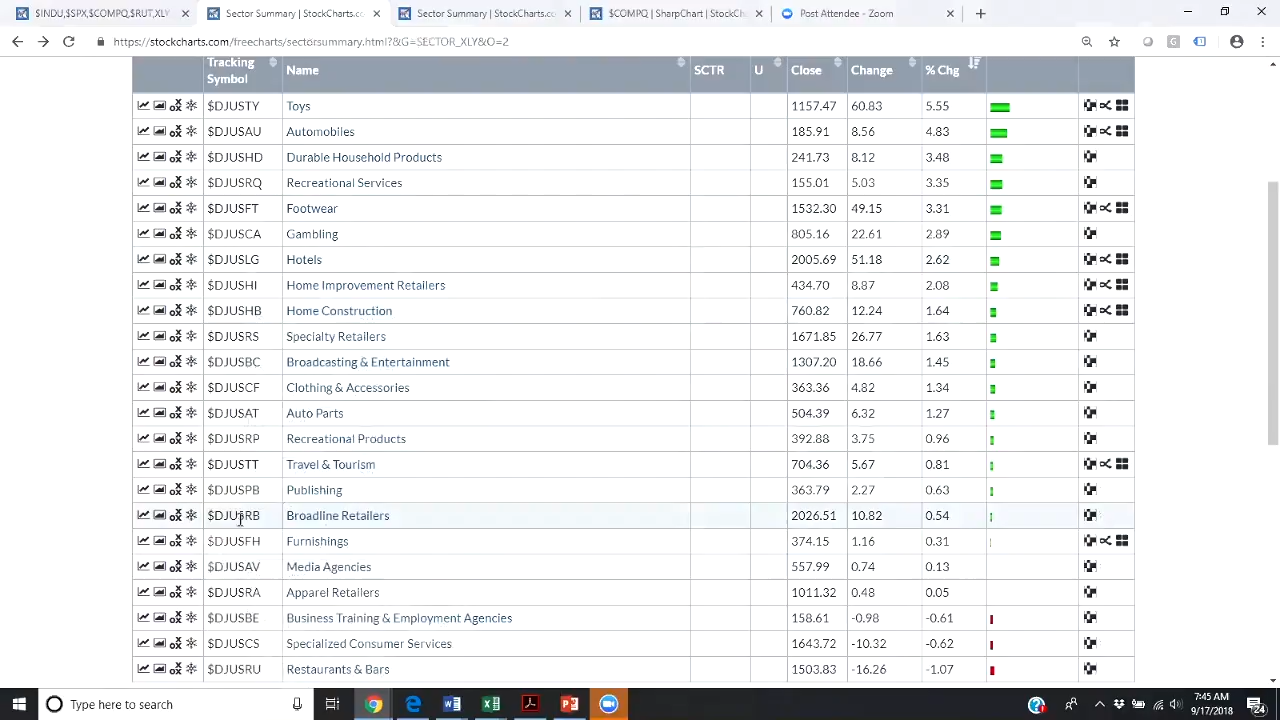 $INDU,$SPX,$COMPQ,$RUT,$XLY
Sector Summary | StockCharts.co
Sector Summary | StockCharts.co
$COMPQ | SharpChart | StockCh
Post Attendee - Zoom
https://stockcharts.com/freecharts/sectorsummary.html?&G=SECTOR_XLY&O=2
Tracking Symbol Name SCTR U Close Change % Chg
$DJUSTY Toys 1157.47 60.83 5.55
$DJUSAU Automobiles 185.91 8.56 4.83
$DJUSHD Durable Household Products 241.73 8.12 3.48
$DJUSRQ Recreational Services 155.01 5.03 3.35
$DJUSFT Footwear 1532.30 49.15 3.31
$DJUSCA Gambling 805.16 22.61 2.89
$DJUSLG Hotels 2005.69 51.18 2.62
$DJUSHI Home Improvement Retailers 434.70 8.87 2.08
$DJUSHB Home Construction 760.82 12.24 1.64
$DJUSRS Specialty Retailers 1671.85 26.77 1.63
$DJUSBC Broadcasting & Entertainment 1307.20 18.66 1.45
$DJUSCF Clothing & Accessories 363.36 4.82 1.34
$DJUSAT Auto Parts 504.39 6.32 1.27
$DJUSRP Recreational Products 392.88 3.75 0.96
$DJUSTT Travel & Tourism 704.36 5.67 0.81
$DJUSPB Publishing 363.79 2.27 0.63
$DJUSRB Broadline Retailers 2026.51 10.82 0.54
$DJUSFH Furnishings 374.15 1.16 0.31
$DJUSAV Media Agencies 557.99 0.74 0.13
$DJUSRA Apparel Retailers 1011.32 0.48 0.05
$DJUSBE Business Training & Employment Agencies 158.61 -0.98 -0.61
$DJUSCS Specialized Consumer Services 1643.72 -10.32 -0.62
$DJUSRU Restaurants & Bars 1503.83 -16.26 -1.07
Type here to search
7:45 AM
9/17/2018
24